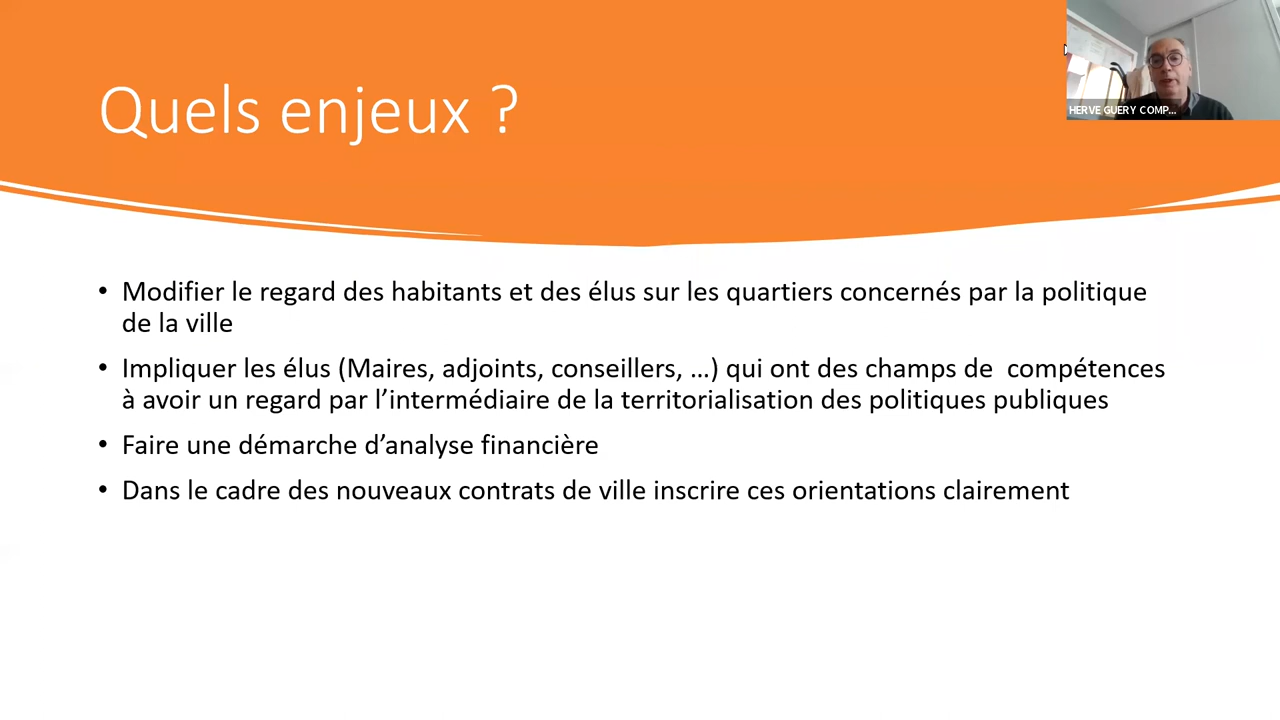 Quels enjeux ?
HERVE GUERY COMP...
• Modifier le regard des habitants et des élus sur les quartiers concernés par la politique
de la ville
• Impliquer les élus (Maires, adjoints, conseillers, …) qui ont des champs de  compétences
à avoir un regard par l’intermédiaire de la territorialisation des politiques publiques
• Faire une démarche d’analyse financière
• Dans le cadre des nouveaux contrats de ville inscrire ces orientations clairement